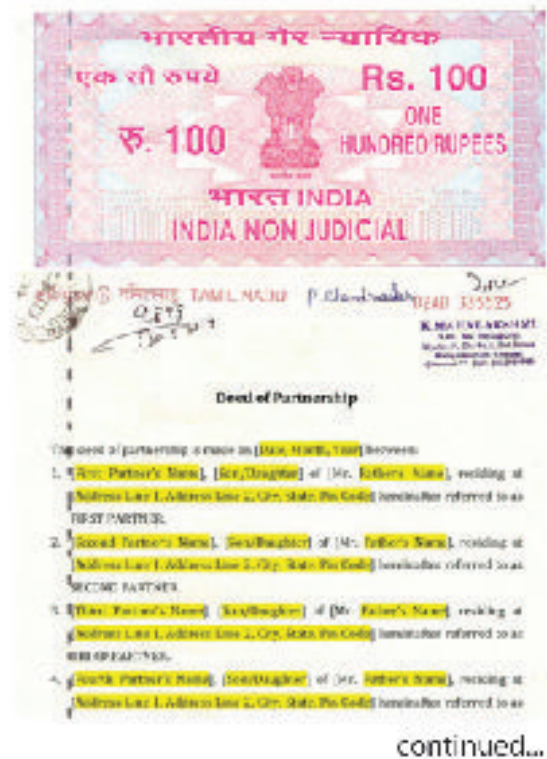 भारतीय गैर न्यायिक
एक सौ रुपये
Rs. 100
रु. 100
ONE
HUNDRED RUPEES
भारत INDIA
INDIA NON JUDICIAL
தமிழ்நாடு TAMIL NADU
Deed of Partnership
This deed of partnership is made on [Date, Month, Year] between:
1. [First Partner's Name], [Son/Daughter] of [Mr. Father's Name], residing at
[Address Line 1, Address Line 2, City, State, Pin Code] hereinafter referred to as
FIRST PARTNER.
2. [Second Partner's Name], [Son/Daughter] of [Mr. Father's Name], residing at
[Address Line 1, Address Line 2, City, State, Pin Code] hereinafter referred to as
SECOND PARTNER.
3. [Third Partner's Name], [Son/Daughter] of [Mr. Father's Name], residing at
[Address Line 1, Address Line 2, City, State, Pin Code] hereinafter referred to as
THIRD PARTNER.
4. [Fourth Partner's Name], [Son/Daughter] of [Mr. Father's Name], residing at
[Address Line 1, Address Line 2, City, State, Pin Code] hereinafter referred to as
continued...